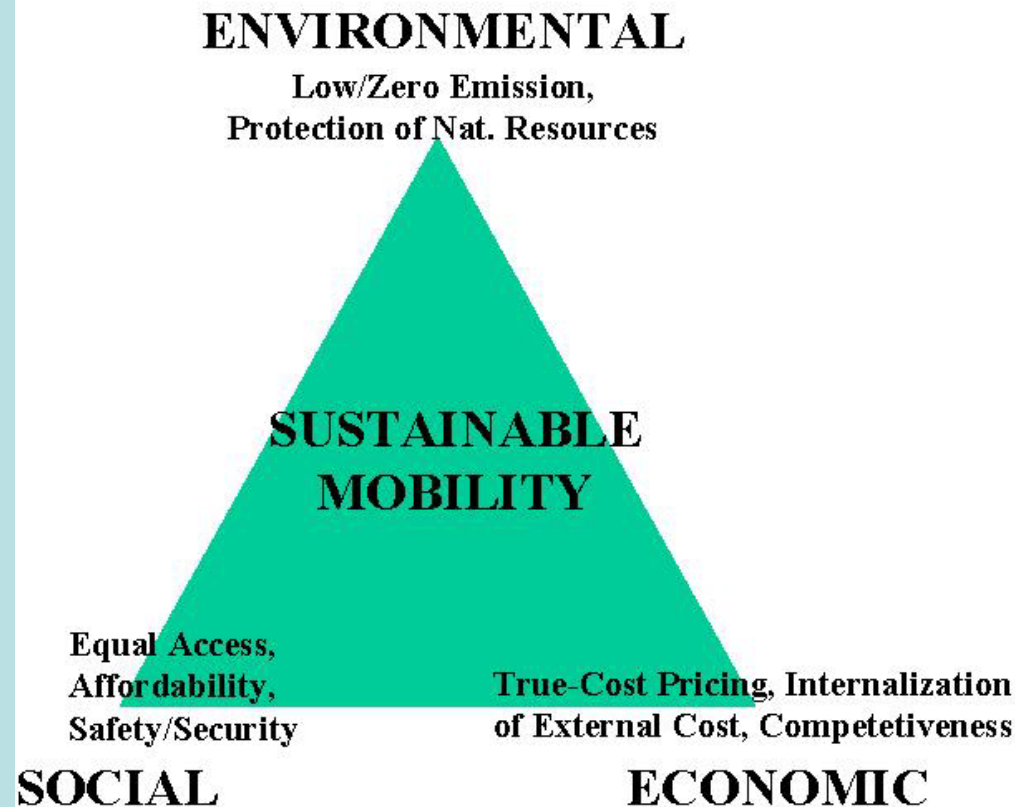 ENVIRONMENTAL
Low/Zero Emission,
Protection of Nat. Resources
SUSTAINABLE
MOBILITY
Equal Access,
Affordability,
Safety/Security
SOCIAL
True-Cost Pricing, Internalization
of External Cost, Competetiveness
ECONOMIC